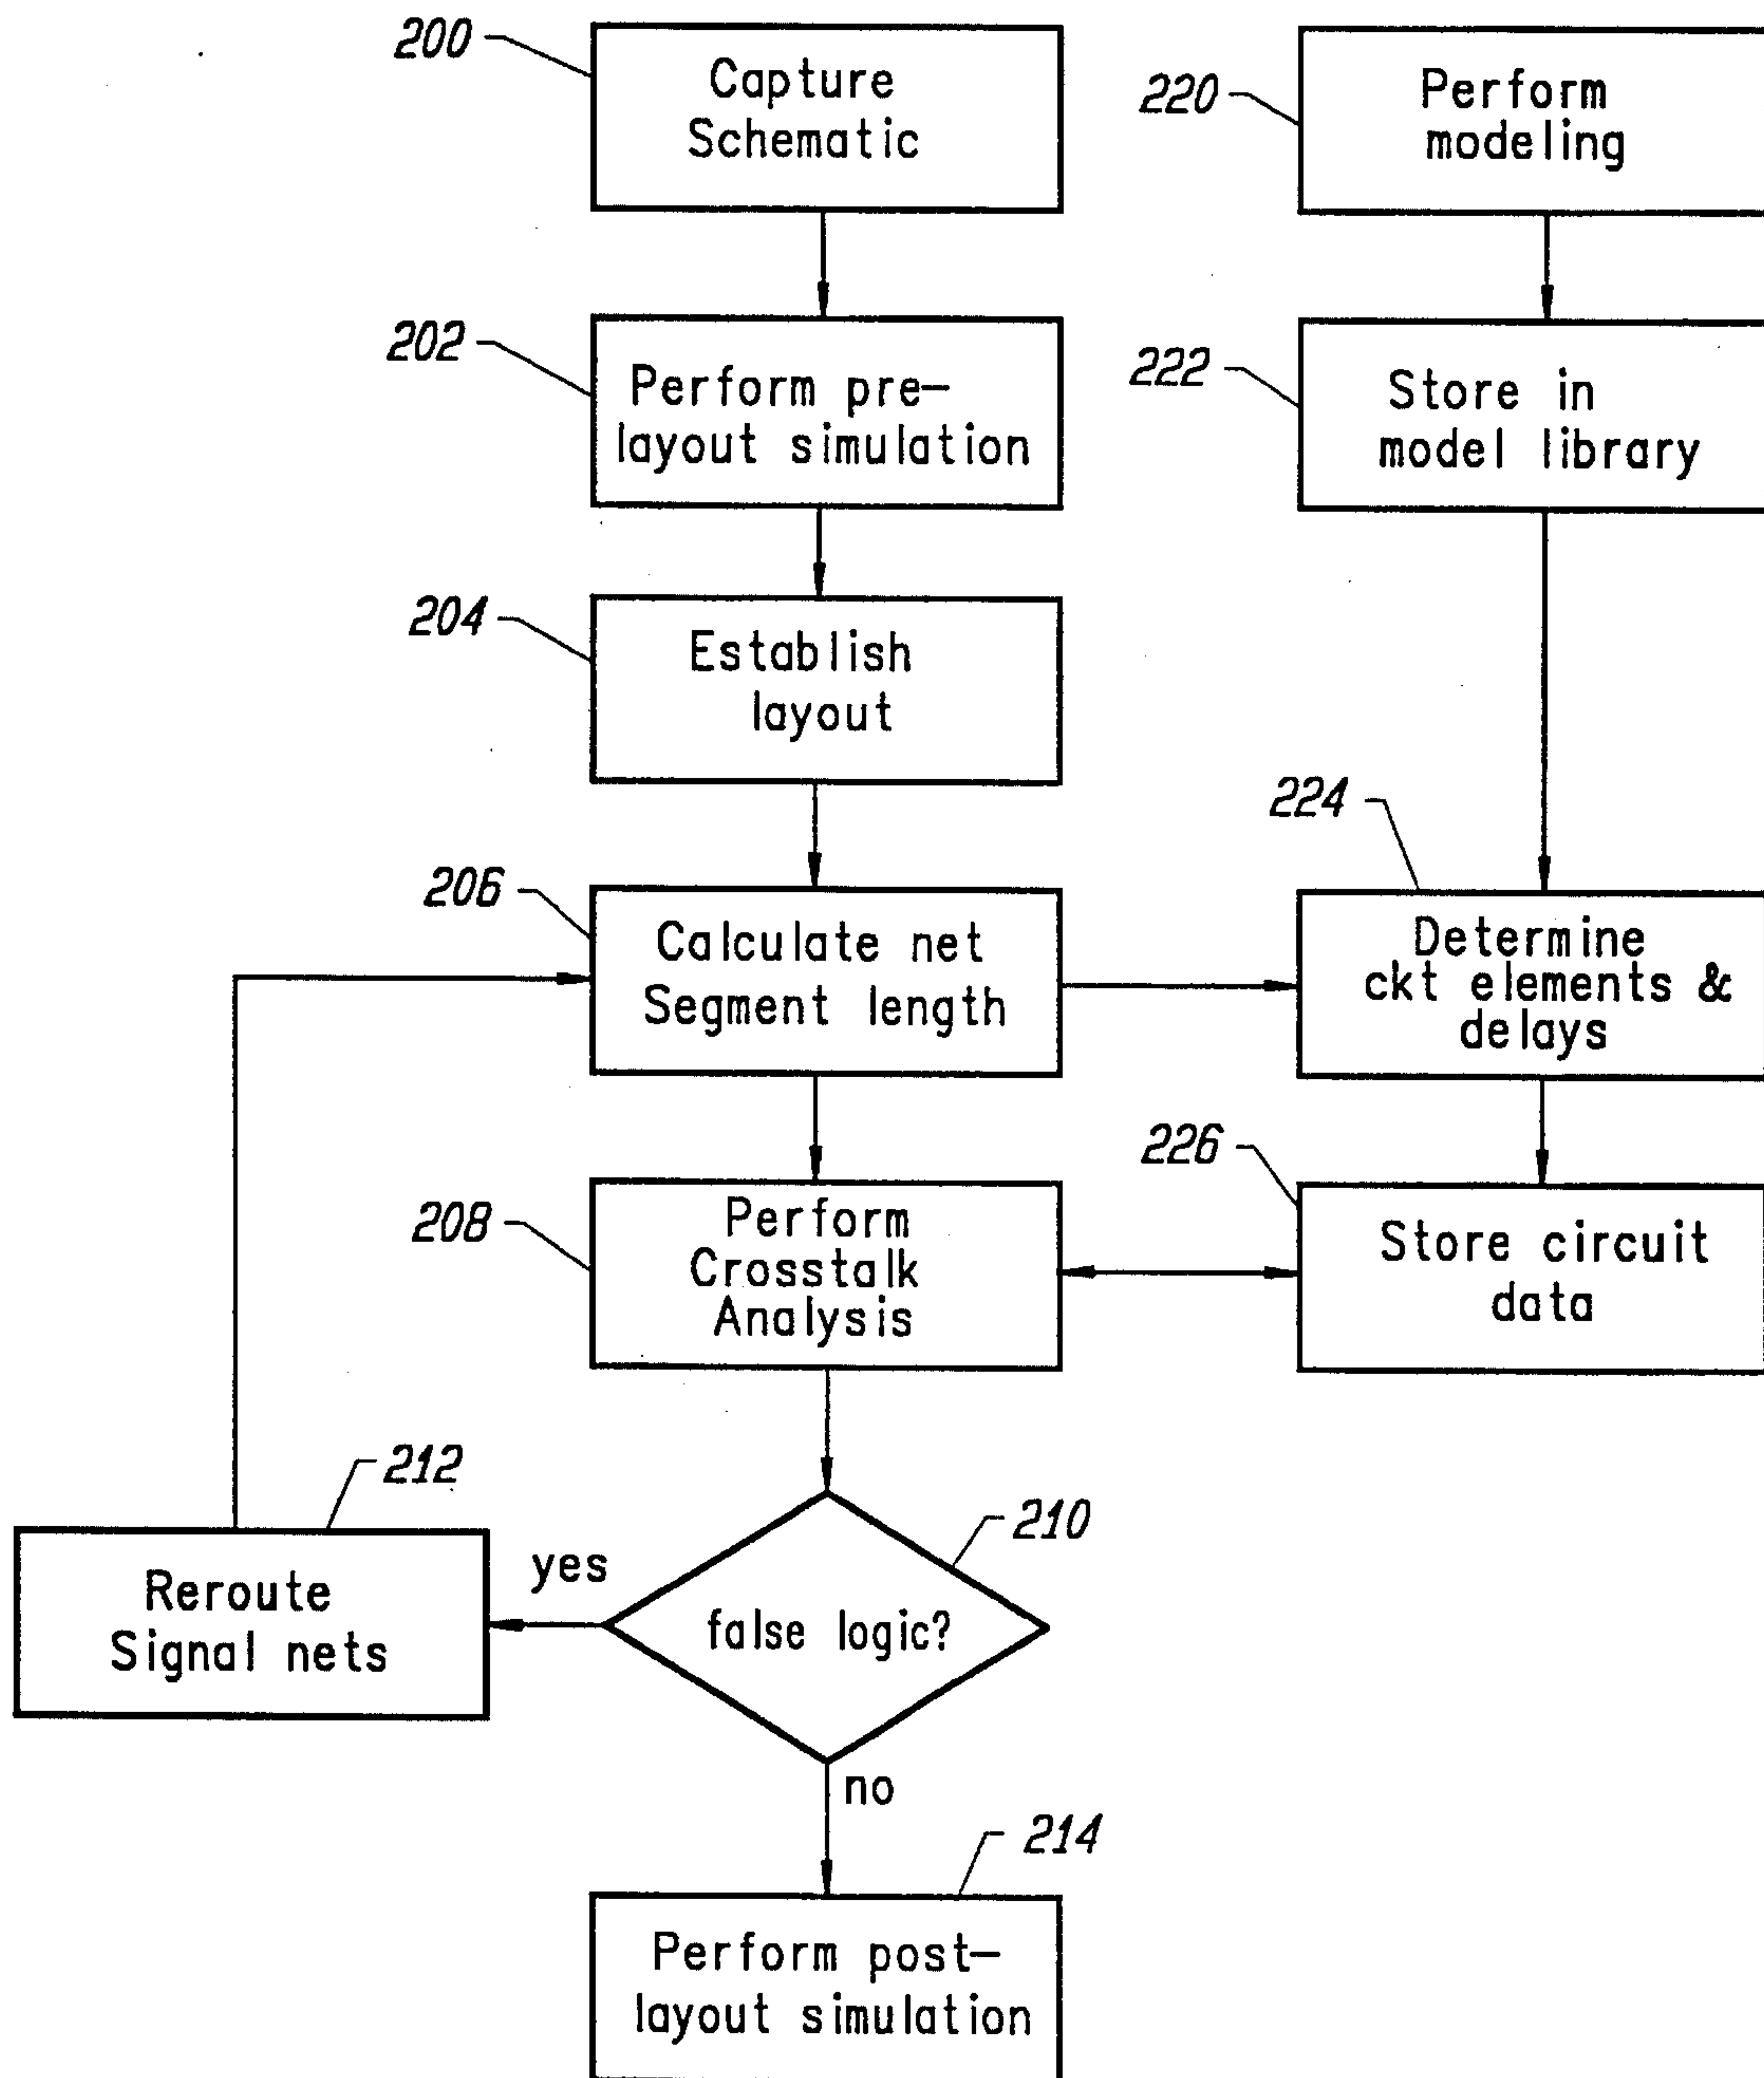 200
Capture
Schematic
220
Perform
modeling
202
Perform pre-
layout simulation
222
Store in
model library
204
Establish
layout
224
Determine
ckt elements &
delays
206
Calculate net
Segment length
208
Perform
Crosstalk
Analysis
226
Store circuit
data
212
Reroute
Signal nets
yes
210
false logic?
no
214
Perform post-
layout simulation